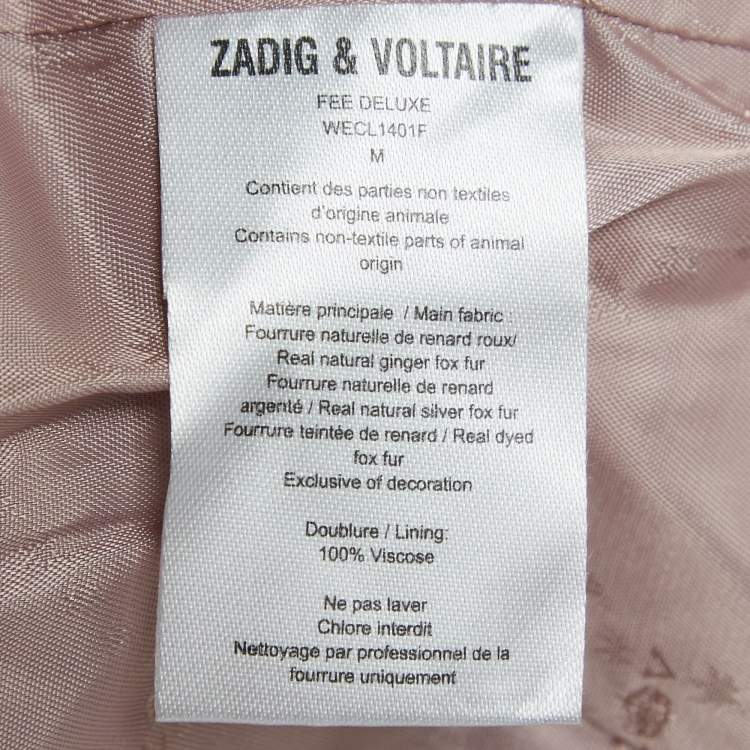 ZADIG & VOLTAIRE
FEE DELUXE
WECL1401F
M
Contient des parties non textiles
d'origine animale
Contains non-textile parts of animal
origin
Matière principale / Main fabric :
Fourrure naturelle de renard roux/
Real natural ginger fox fur
Fourrure naturelle de renard
argenté / Real natural silver fox fur
Fourrure teintée de renard / Real dyed
fox fur
Exclusive of decoration
Doublure / Lining:
100% Viscose
Ne pas laver
Chlore interdit
Nettoyage par professionnel de la
fourrure uniquement